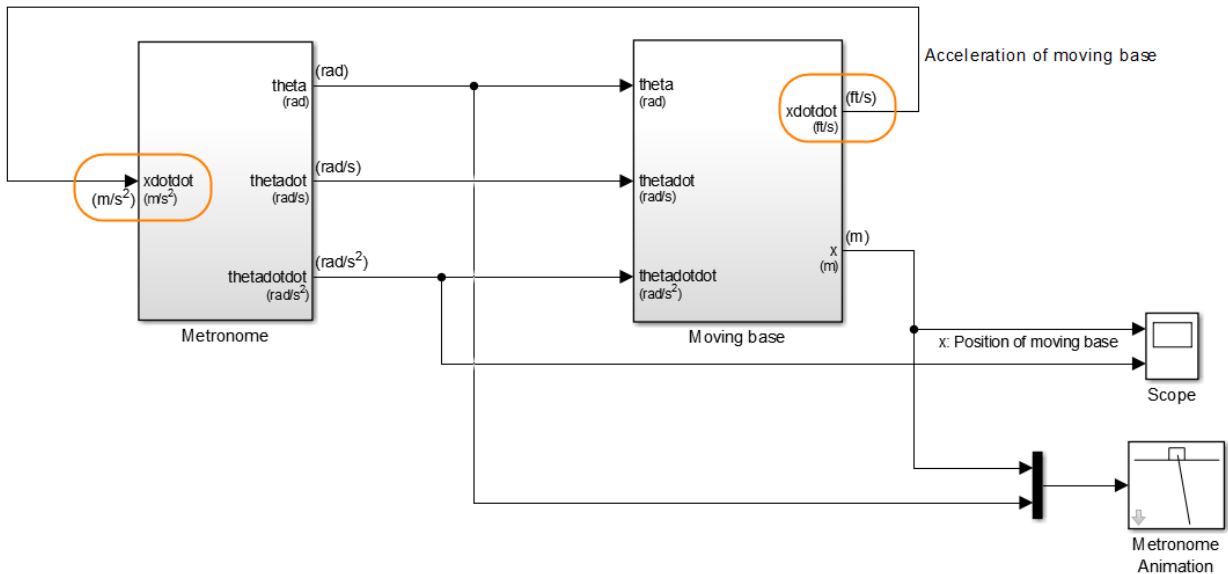 Acceleration of moving base
theta
(rad)
(rad)
thetadot
(rad/s)
(rad/s)
thetadotdot
(rad/s²)
(rad/s²)
xdotdot
(m/s²)
(m/s²)
Metronome
theta
(rad)
thetadot
(rad/s)
thetadotdot
(rad/s²)
xdotdot
(ft/s)
(ft/s)
x
(m)
(m)
Moving base
x: Position of moving base
Scope
Metronome
Animation